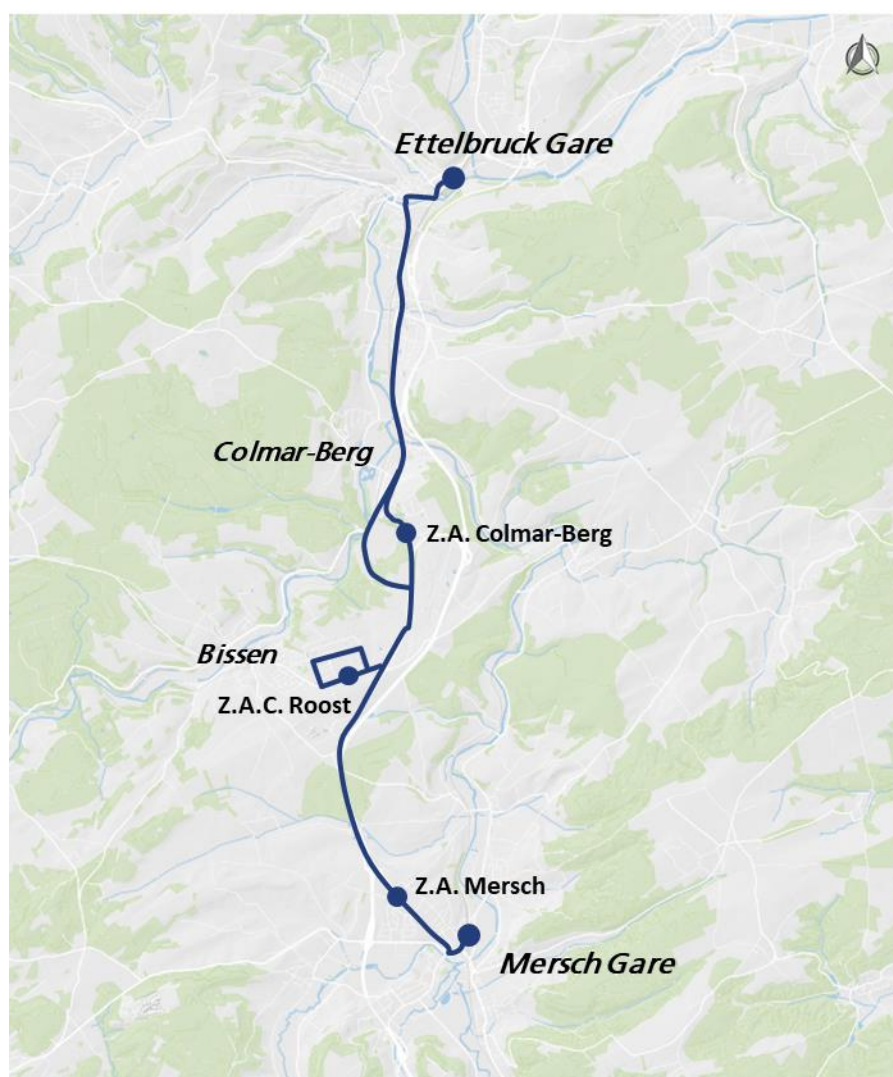 Ettelbruck Gare
Colmar-Berg
Z.A. Colmar-Berg
Bissen
Z.A.C. Roost
Z.A. Mersch
Mersch Gare